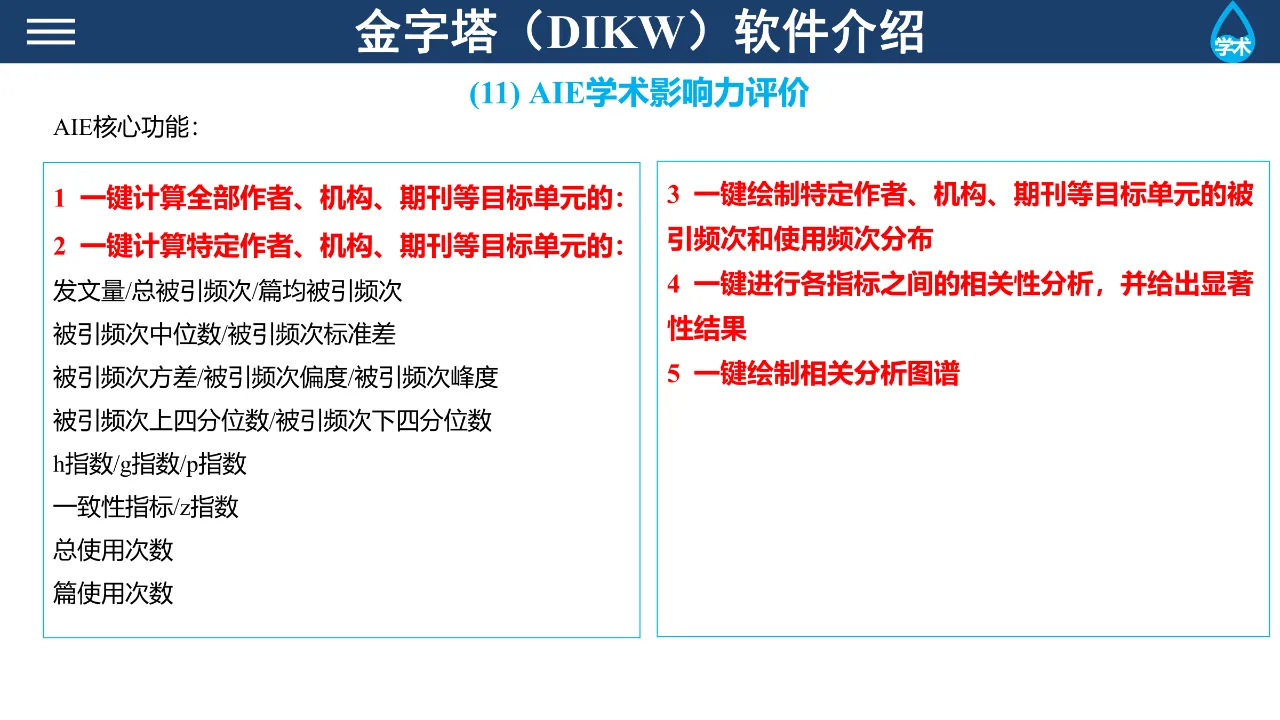 金字塔（DIKW）软件介绍
学术
(11) AIE学术影响力评价
AIE核心功能：
1 一键计算全部作者、机构、期刊等目标单元的：
2 一键计算特定作者、机构、期刊等目标单元的：
发文量/总被引频次/篇均被引频次
被引频次中位数/被引频次标准差
被引频次方差/被引频次偏度/被引频次峰度
被引频次上四分位数/被引频次下四分位数
h指数/g指数/p指数
一致性指标/z指数
总使用次数
篇使用次数
3 一键绘制特定作者、机构、期刊等目标单元的被
引频次和使用频次分布
4 一键进行各指标之间的相关性分析，并给出显著
性结果
5 一键绘制相关分析图谱